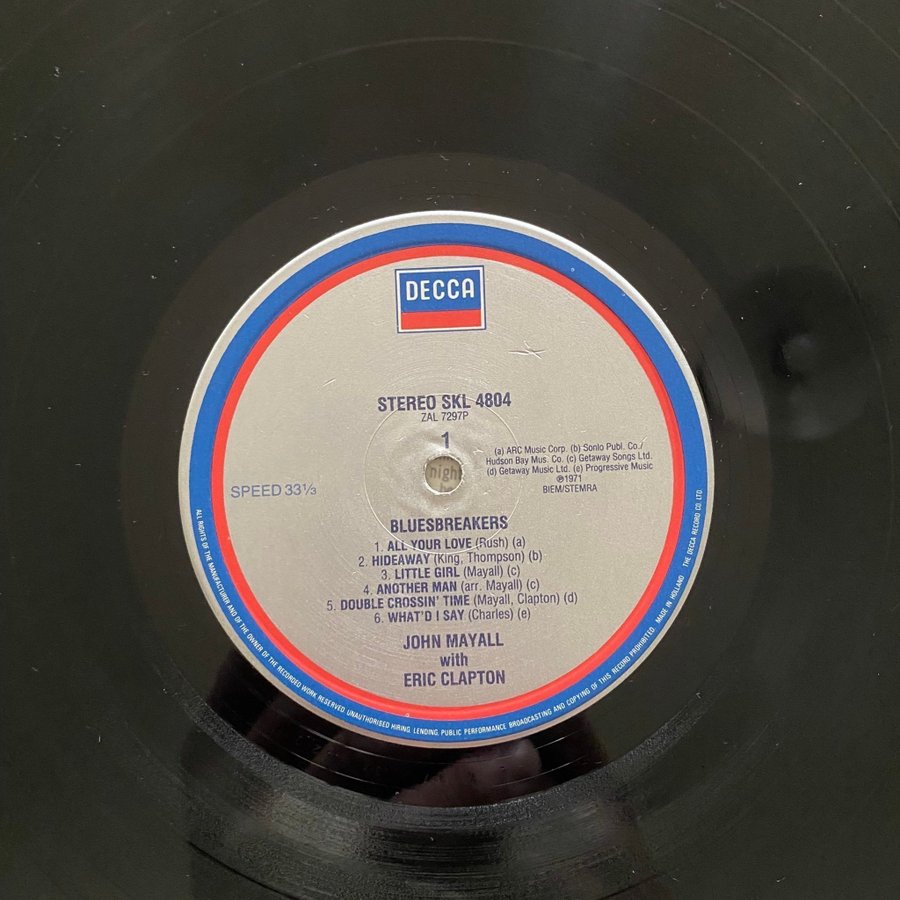 DECCA
STEREO SKL 4804
ZAL 7297P
1
(a) ARC Music Corp. (b) Sonlo Publ. Co./
Hudson Bay Mus. Co. (c) Getaway Songs Ltd.
(d) Getaway Music Ltd. (e) Progressive Music
℗1971
BIEM/STEMRA
night
SPEED 33⅓
BLUESBREAKERS
1. ALL YOUR LOVE (Rush) (a)
2. HIDEAWAY (King, Thompson) (b)
3. LITTLE GIRL (Mayall) (c)
4. ANOTHER MAN (arr. Mayall) (c)
5. DOUBLE CROSSIN' TIME (Mayall, Clapton) (d)
6. WHAT'D I SAY (Charles) (e)
JOHN MAYALL
with
ERIC CLAPTON
ALL RIGHTS OF THE MANUFACTURER AND OF THE OWNER OF THE RECORDED WORK RESERVED. UNAUTHORISED HIRING, LENDING, PUBLIC PERFORMANCE BROADCASTING AND COPYING OF THIS RECORD PROHIBITED. MADE IN HOLLAND THE DECCA RECORD CO. LTD.